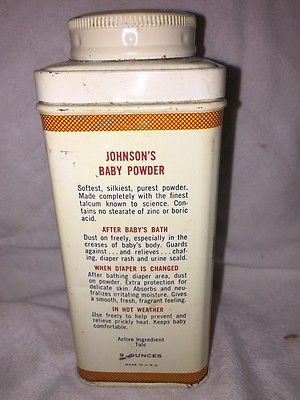 JOHNSON'S
BABY POWDER
Softest, silkiest, purest powder.
Made completely with the finest
talcum known to science. Con-
tains no stearate of zinc or boric
acid.
AFTER BABY'S BATH
Dust on freely, especially in the
creases of baby's body. Guards
against...and relieves...chaf-
ing, diaper rash and urine scald.
WHEN DIAPER IS CHANGED
After bathing diaper area, dust
on powder. Extra protection for
delicate skin. Absorbs and neu-
tralizes irritating moisture. Gives
a smooth, fresh, fragrant feeling.
IN HOT WEATHER
Use freely to help prevent and
relieve prickly heat. Keeps baby
comfortable.
Active Ingredient
Talc
9 OUNCES
MADE IN U.S.A.